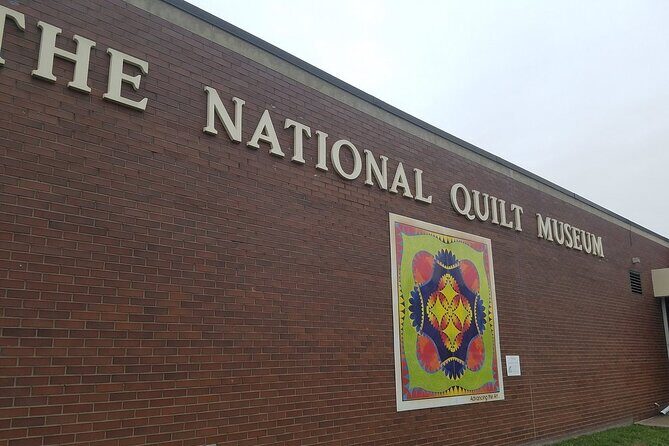 THE NATIONAL QUILT MUSEUM
Advancing the Art